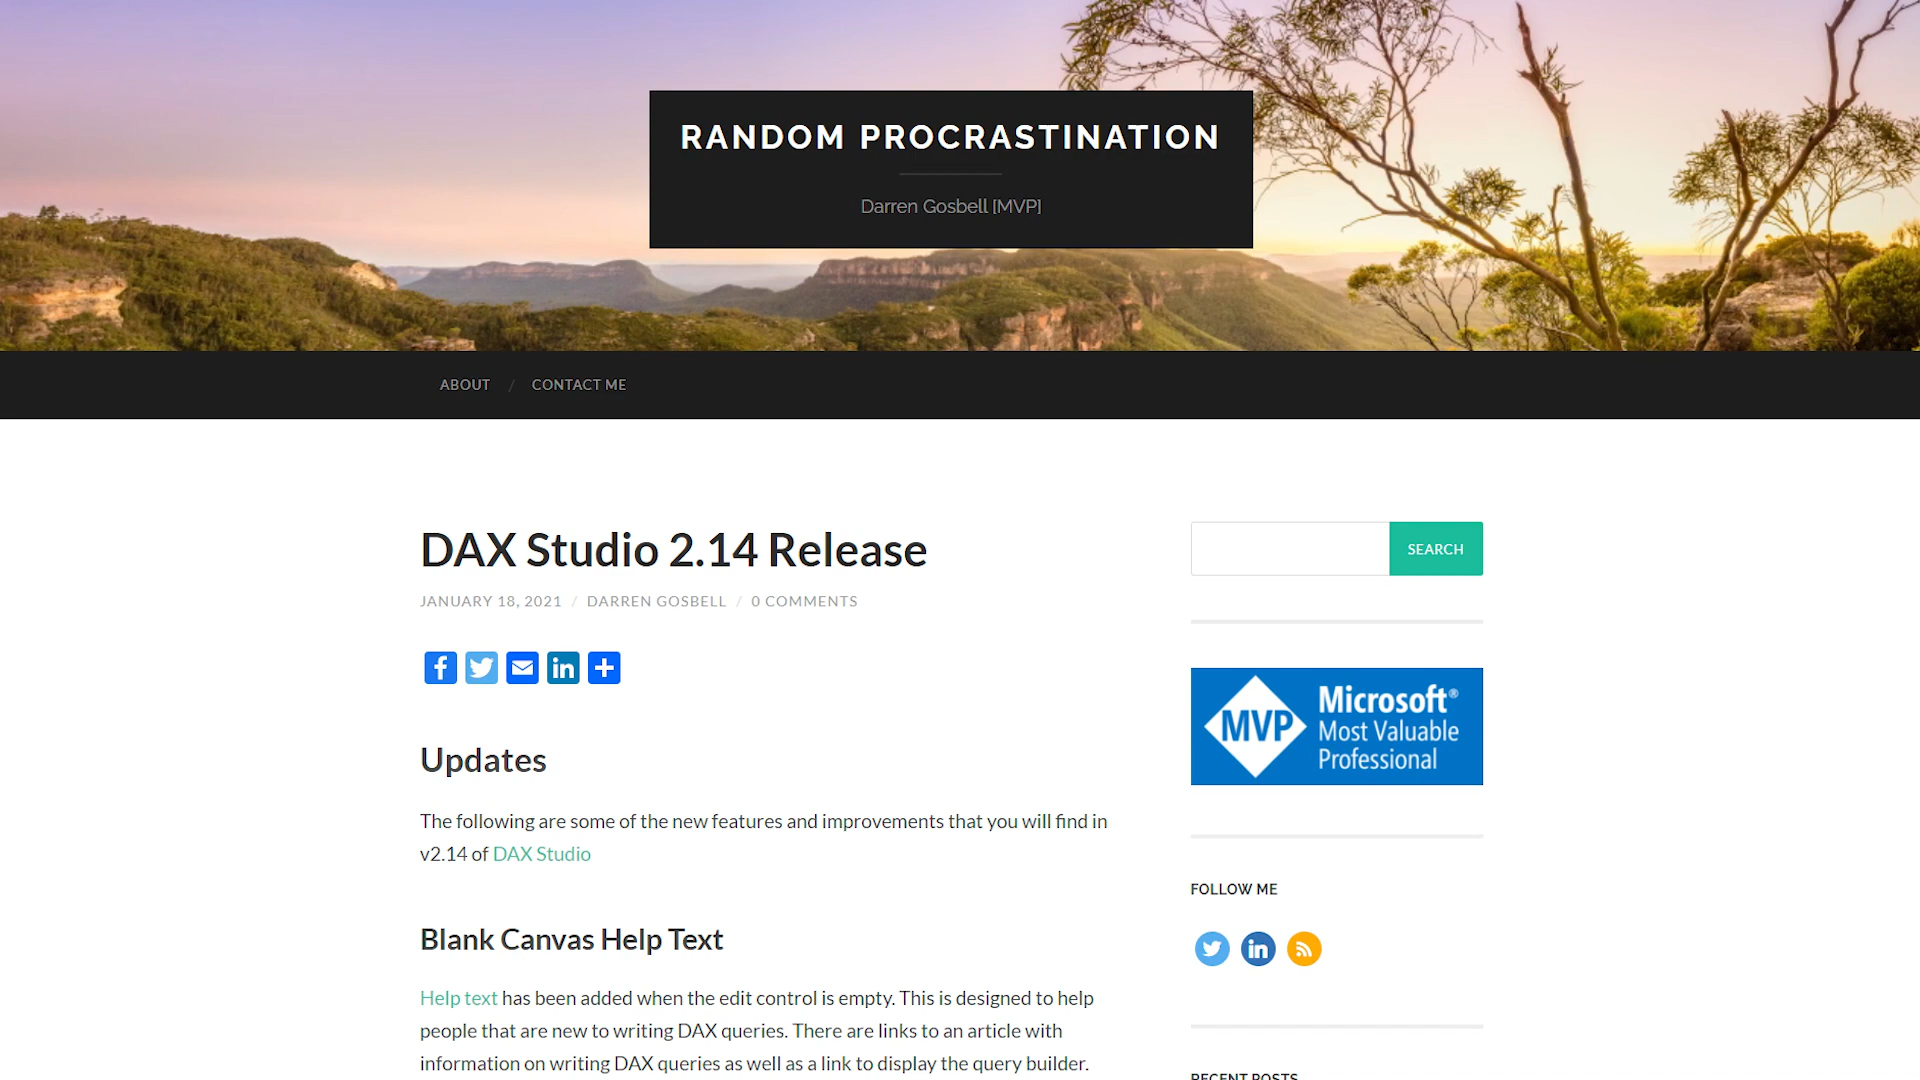 RANDOM PROCRASTINATION
Darren Gosbell [MVP]
ABOUT / CONTACT ME
DAX Studio 2.14 Release
JANUARY 18, 2021 / DARREN GOSBELL / 0 COMMENTS
Updates
The following are some of the new features and improvements that you will find in
v2.14 of DAX Studio
Blank Canvas Help Text
Help text has been added when the edit control is empty. This is designed to help
people that are new to writing DAX queries. There are links to an article with
information on writing DAX queries as well as a link to display the query builder.
SEARCH
MVP
Microsoft®
Most Valuable
Professional
FOLLOW ME
RECENT POSTS